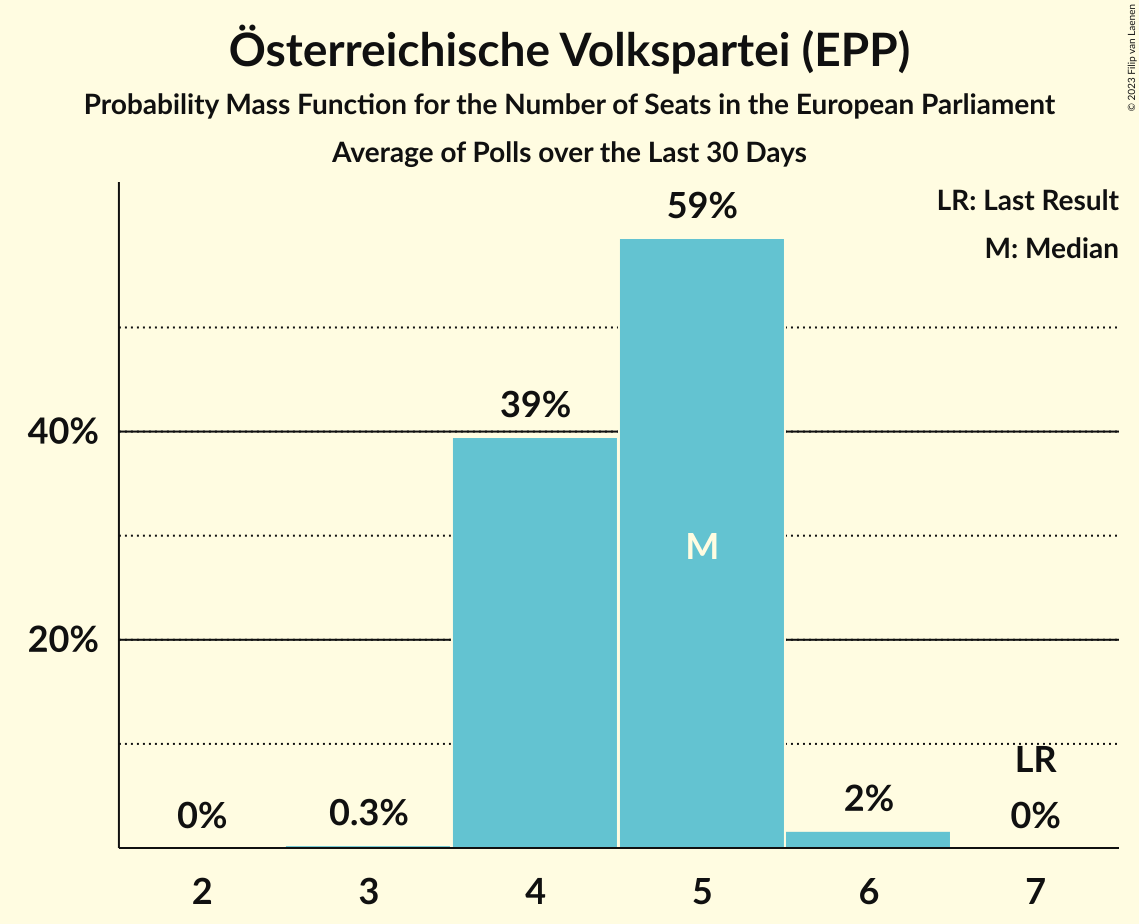 Österreichische Volkspartei (EPP)
Probability Mass Function for the Number of Seats in the European Parliament
Average of Polls over the Last 30 Days
© 2023 Filip van Laenen
LR: Last Result
M: Median
59%
39%
40%
M
20%
LR
0%
0.3%
2%
0%
2
3
4
5
6
7